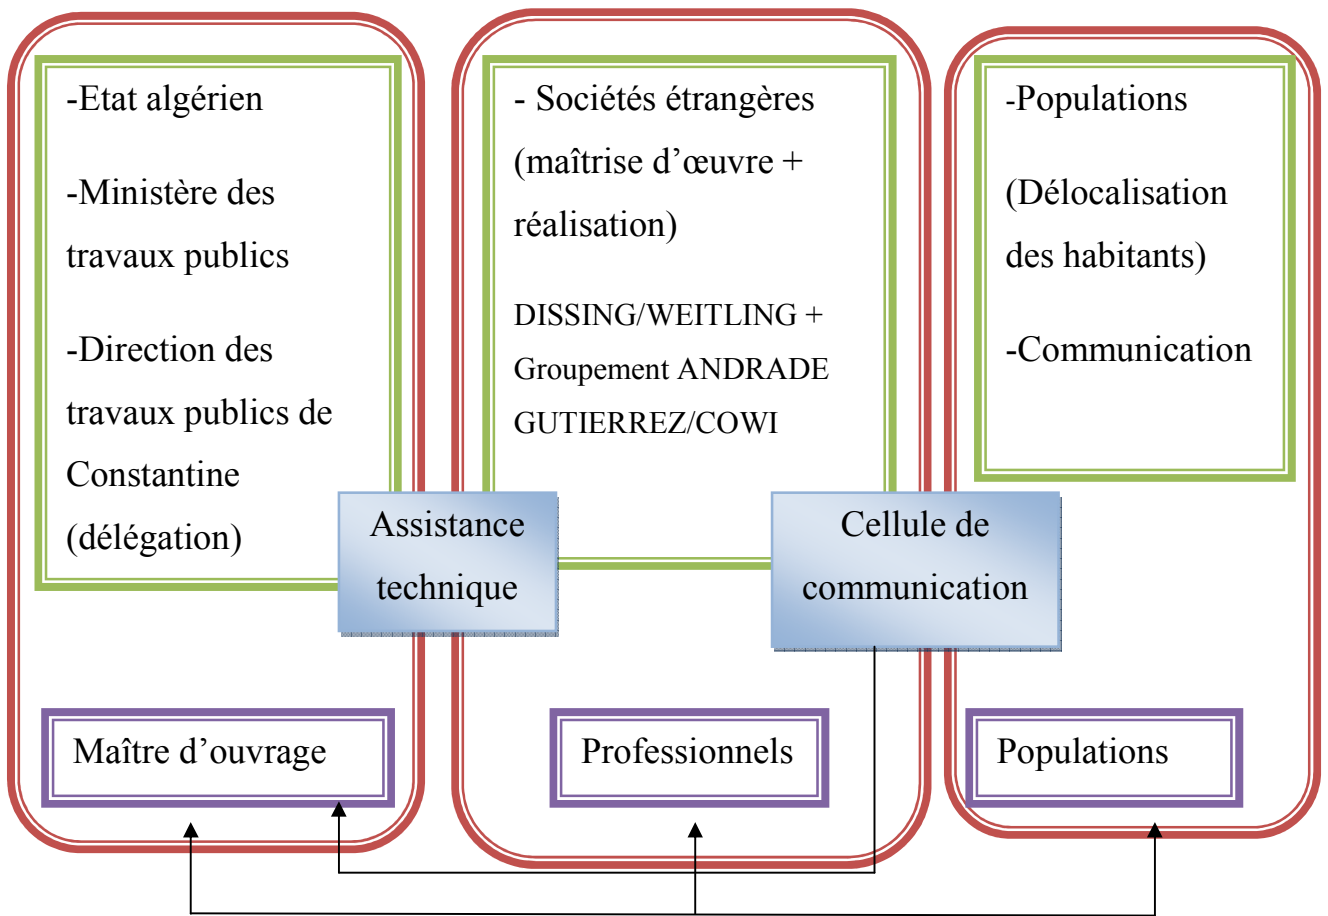 -Etat algérien
-Ministère des
travaux publics
-Direction des
travaux publics de
Constantine
(délégation)
- Sociétés étrangères
(maîtrise d’œuvre +
réalisation)
DISSING/WEITLING +
Groupement ANDRADE
GUTIERREZ/COWI
-Populations
(Délocalisation
des habitants)
-Communication
Assistance
technique
Cellule de
communication
Maître d’ouvrage
Professionnels
Populations